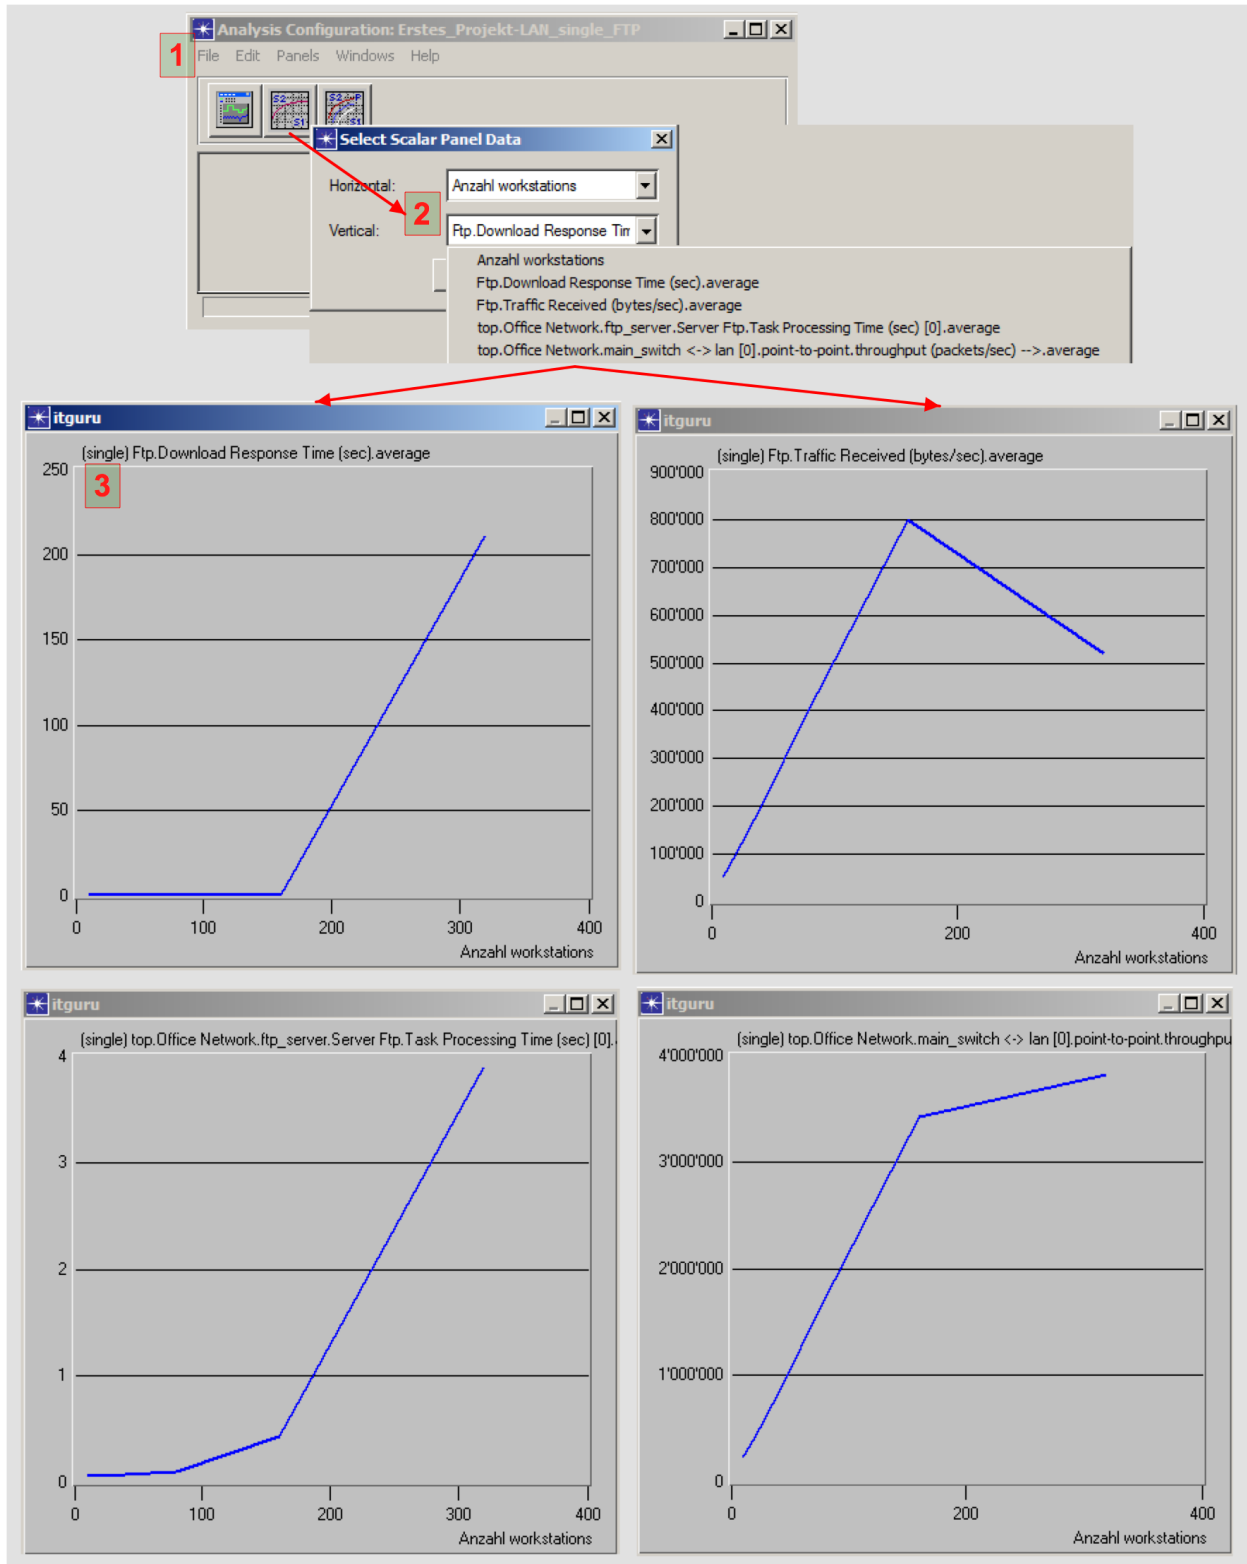 Analysis Configuration: Erstes_Projekt-LAN_single_FTP
1
File Edit Panels Windows Help
Select Scalar Panel Data
Horizontal: Anzahl workstations
2
Vertical: Ftp.Download Response Tim
Anzahl workstations
Ftp.Download Response Time (sec).average
Ftp.Traffic Received (bytes/sec).average
top.Office Network.ftp_server.Server Ftp.Task Processing Time (sec) [0].average
top.Office Network.main_switch <-> lan [0].point-to-point.throughput (packets/sec) -->.average
itguru
(single) Ftp.Download Response Time (sec).average
3
250
200
150
100
50
0
0 100 200 300 400
Anzahl workstations
itguru
(single) Ftp.Traffic Received (bytes/sec).average
900'000
800'000
700'000
600'000
500'000
400'000
300'000
200'000
100'000
0
0 200 400
Anzahl workstations
itguru
(single) top.Office Network.ftp_server.Server Ftp.Task Processing Time (sec) [0].
4
3
2
1
0
0 100 200 300 400
Anzahl workstations
itguru
(single) top.Office Network.main_switch <-> lan [0].point-to-point.throughpu
4'000'000
3'000'000
2'000'000
1'000'000
0
0 200 400
Anzahl workstations